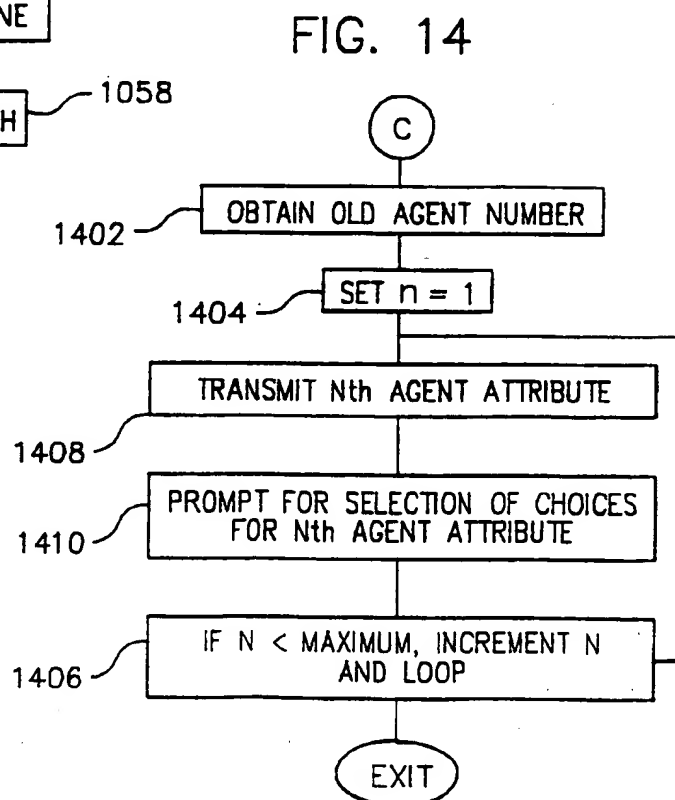 NE
FIG. 14
1058
H
C
OBTAIN OLD AGENT NUMBER
1402
SET n = 1
1404
TRANSMIT Nth AGENT ATTRIBUTE
1408
PROMPT FOR SELECTION OF CHOICES
FOR Nth AGENT ATTRIBUTE
1410
IF N < MAXIMUM, INCREMENT N
AND LOOP
1406
EXIT